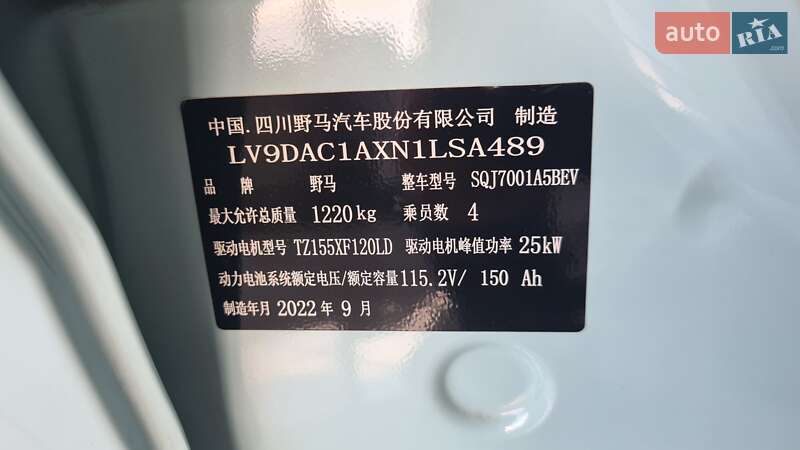 auto RIA.com
中国.四川野马汽车股份有限公司 制造
LV9DAC1AXN1LSA489
品 牌 野马 整车型号 SQJ7001A5BEV
最大允许总质量 1220kg 乘员数 4
驱动电机型号 TZ155XF120LD 驱动电机峰值功率 25kW
动力电池系统额定电压/额定容量 115.2V/ 150 Ah
制造年月 2022 年 9 月